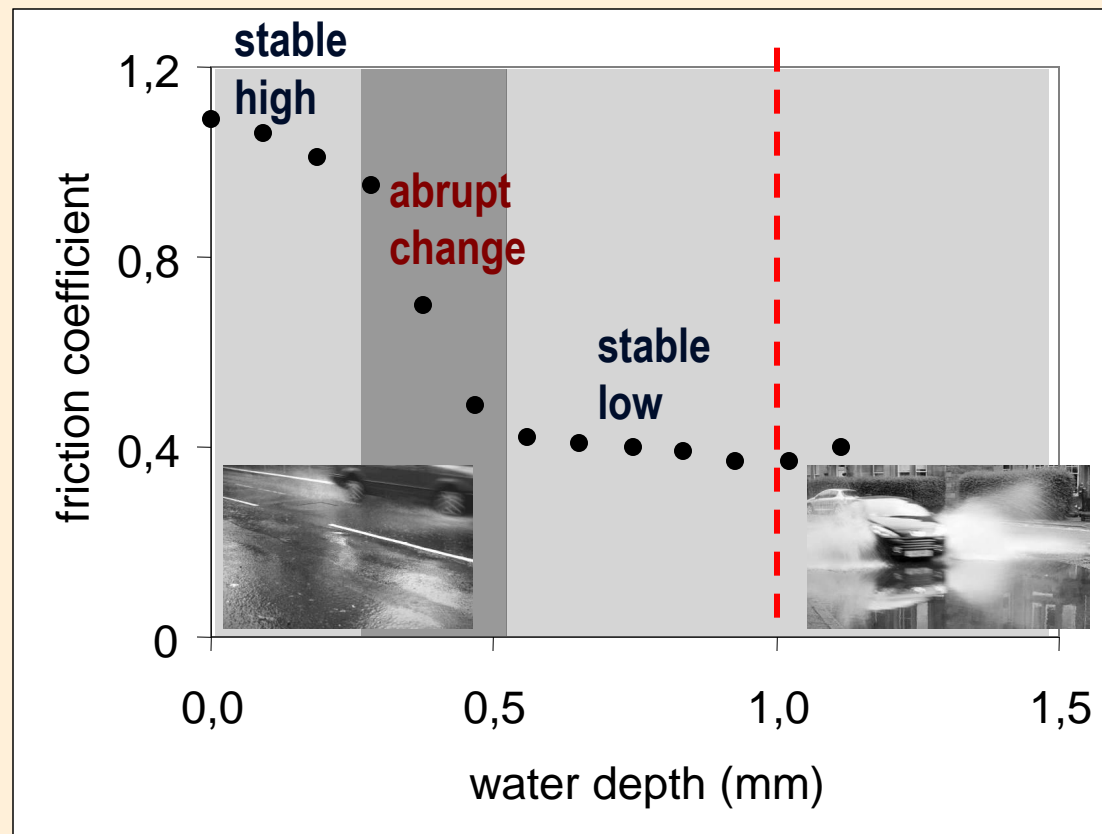 stable
high
1,2
abrupt
change
0,8
stable
low
0,4
0
friction coefficient
0,0
0,5
1,0
1,5
water depth (mm)